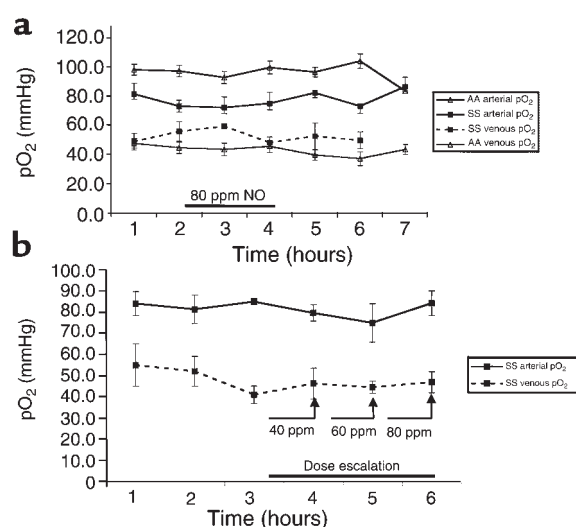 a
120.0
100.0
80.0
60.0
40.0
20.0
0.0
pO2 (mmHg)
80 ppm NO
1 2 3 4 5 6 7
Time (hours)
AA arterial pO2
SS arterial pO2
SS venous pO2
AA venous pO2
b
100.0
90.0
80.0
70.0
60.0
50.0
40.0
30.0
20.0
10.0
0.0
pO2 (mmHg)
40 ppm 60 ppm 80 ppm
Dose escalation
1 2 3 4 5 6
Time (hours)
SS arterial pO2
SS venous pO2